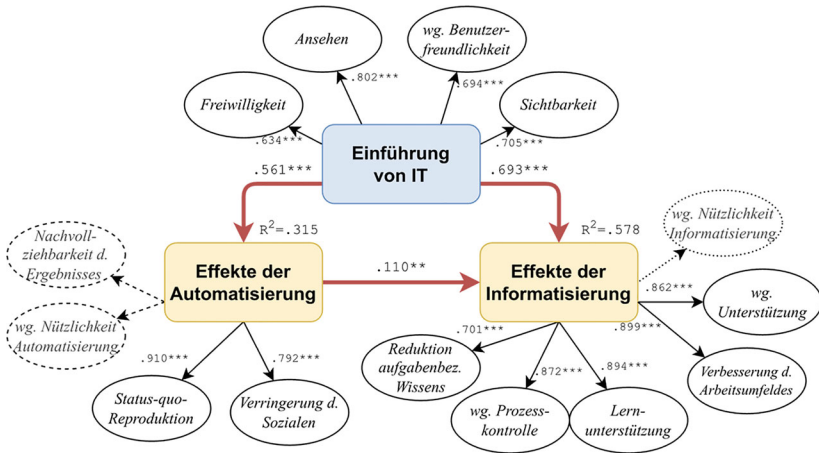 Ansehen
wg. Benutzer-
freundlichkeit
.802***
.694***
Freiwilligkeit
Sichtbarkeit
.634***
.705***
Einführung
von IT
.561***
.693***
R²=.315
R²=.578
wg. Nützlichkeit
Informatisierung
Nachvoll-
ziehbarkeit d.
Ergebnisses
Effekte der
Automatisierung
.110**
Effekte der
Informatisierung
.862***
wg.
Unterstützung
wg. Nützlichkeit
Automatisierung
.899***
.701***
.910***
.792***
Reduktion
aufgabenbez.
Wissens
.872***
.894***
Verbesserung d.
Arbeitsumfeldes
Status-quo-
Reproduktion
Verringerung d.
Sozialen
wg. Prozess-
kontrolle
Lern-
unterstützung